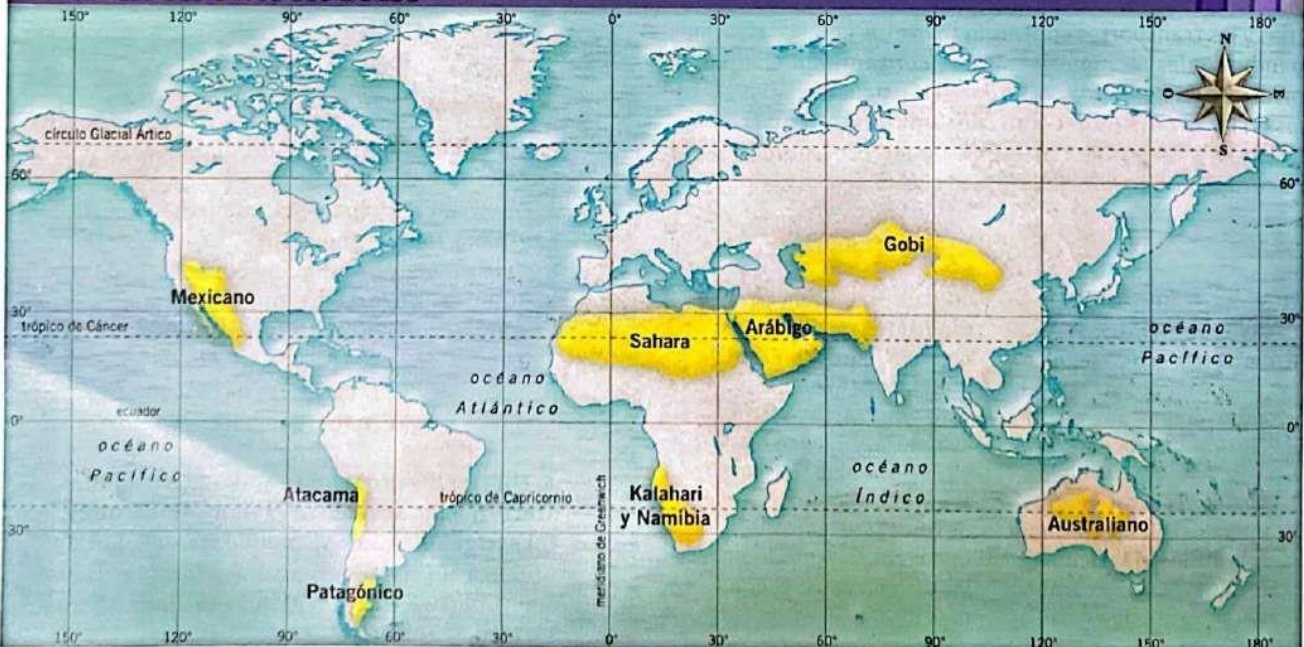 150° 120° 90° 60° 30° 0° 30° 60° 90° 120° 150° 180°
N
O E
S
círculo Glacial Ártico
60° 60°
Gobi
Mexicano
30° 30°
trópico de Cáncer
Sahara
Arábigo
océano
Pacífico
océano
Atlántico
ecuador
0° 0°
océano
Pacífico
océano
Índico
Atacama
trópico de Capricornio
Kalahari
y Namibia
Australiano
30° 30°
meridiano de Greenwich
Patagónico
150° 120° 90° 60° 30° 0° 30° 60° 90° 120° 150° 180°